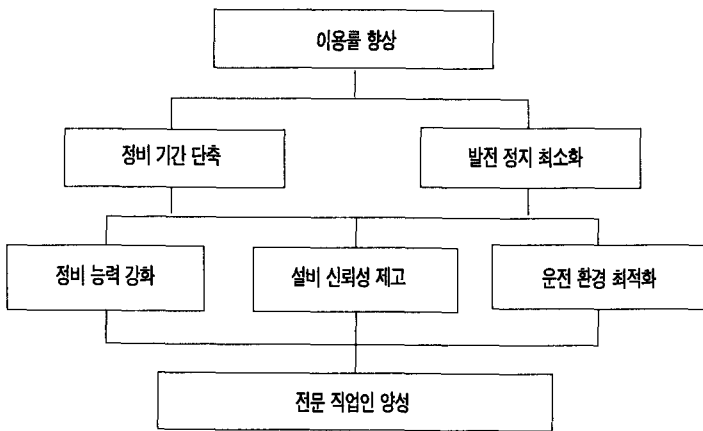 이용률 향상
정비 기간 단축
발전 정지 최소화
정비 능력 강화
설비 신뢰성 제고
운전 환경 최적화
전문 직업인 양성